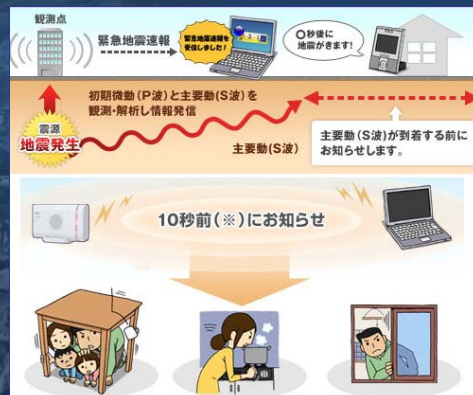 観測点
緊急地震速報
緊急地震速報を
受信しました!
○秒後に
地震がきます!
初期微動(P波)と主要動(S波)を
観測・解析し情報発信
震源
地震発生
主要動(S波)
主要動(S波)が到着する前に
お知らせします。
10秒前(※)にお知らせ